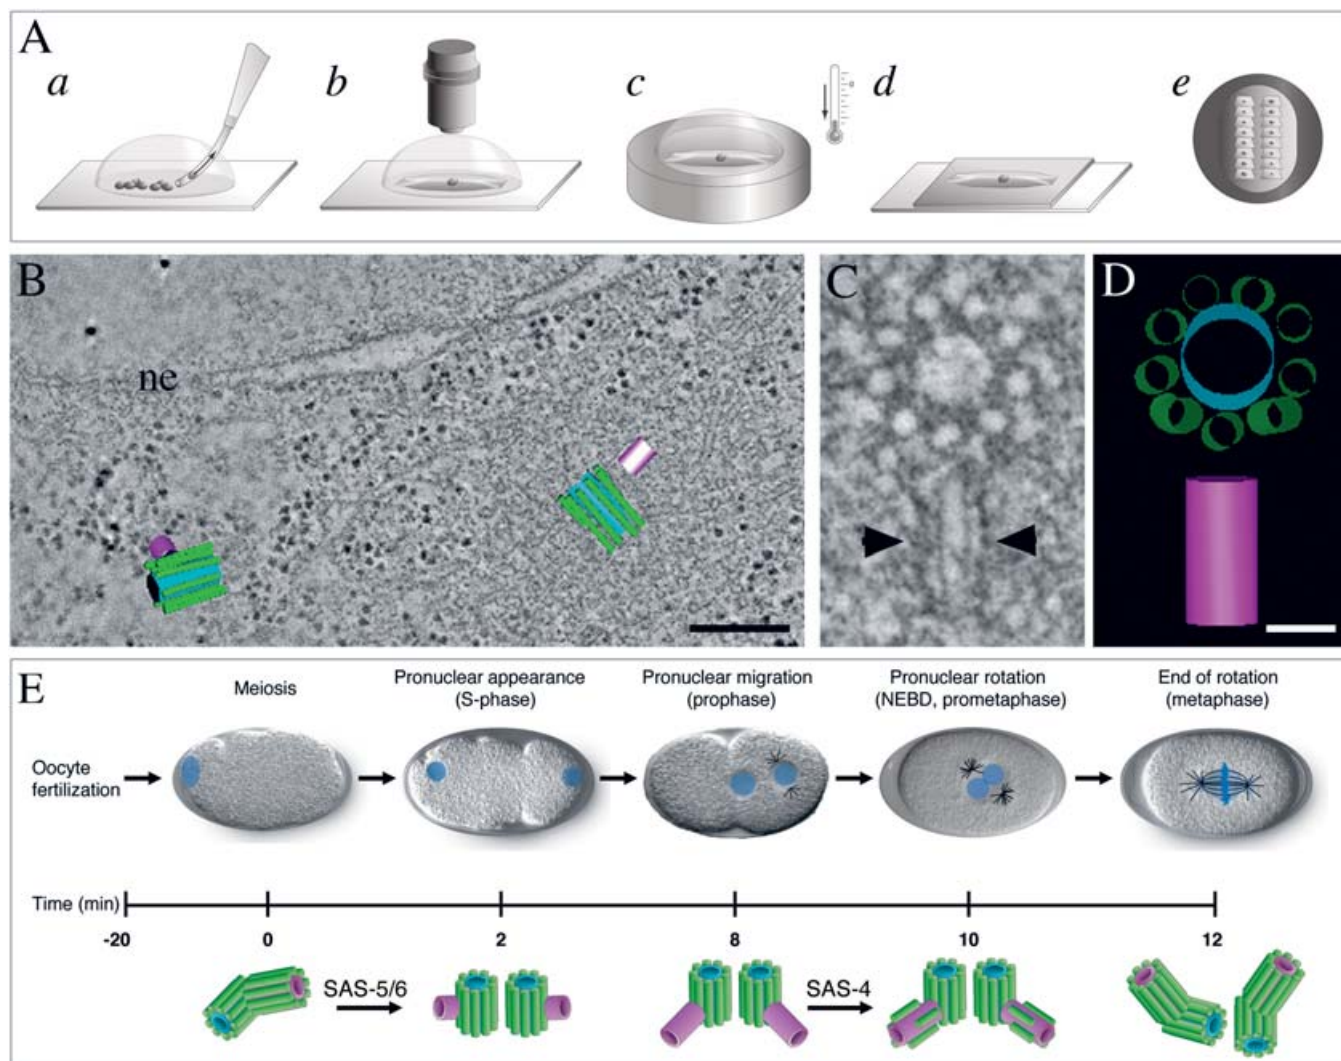 A
a
b
c
0
d
e
B
ne
C
D
E
Meiosis
Pronuclear appearance
(S-phase)
Pronuclear migration
(prophase)
Pronuclear rotation
(NEBD, prometaphase)
End of rotation
(metaphase)
Oocyte
fertilization
Time (min)
-20
0
2
8
10
12
SAS-5/6
SAS-4